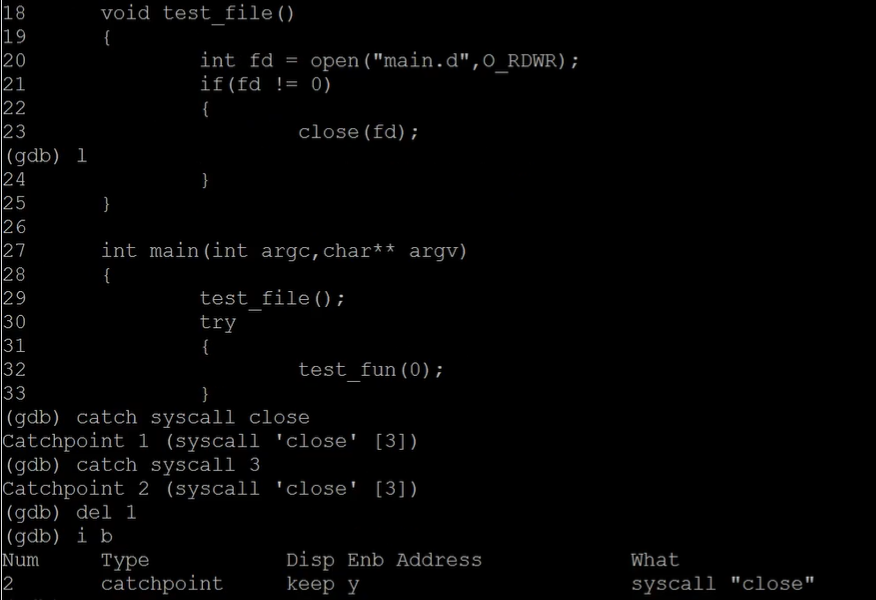 18      void test_file()
19      {
20              int fd = open("main.d",O_RDWR);
21              if(fd != 0)
22              {
23                      close(fd);
(gdb) l
24              }
25      }
26
27      int main(int argc,char** argv)
28      {
29              test_file();
30              try
31              {
32                      test_fun(0);
33              }
(gdb) catch syscall close
Catchpoint 1 (syscall 'close' [3])
(gdb) catch syscall 3
Catchpoint 2 (syscall 'close' [3])
(gdb) del 1
(gdb) i b
Num     Type           Disp Enb Address            What
2       catchpoint     keep y                      syscall "close"